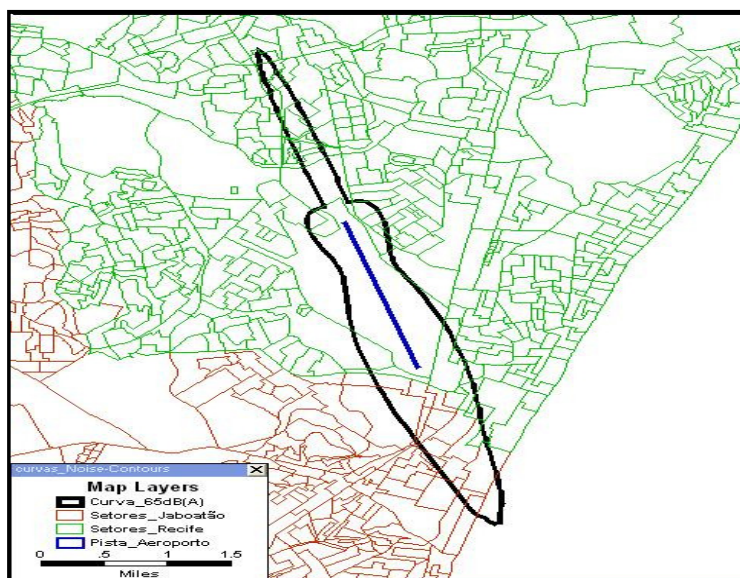 curvas_Noise-Contours
Map Layers
Curva_65dB(A)
Setores_Jaboatão
Setores_Recife
Pista_Aeroporto
0 .5 1 1.5
Miles